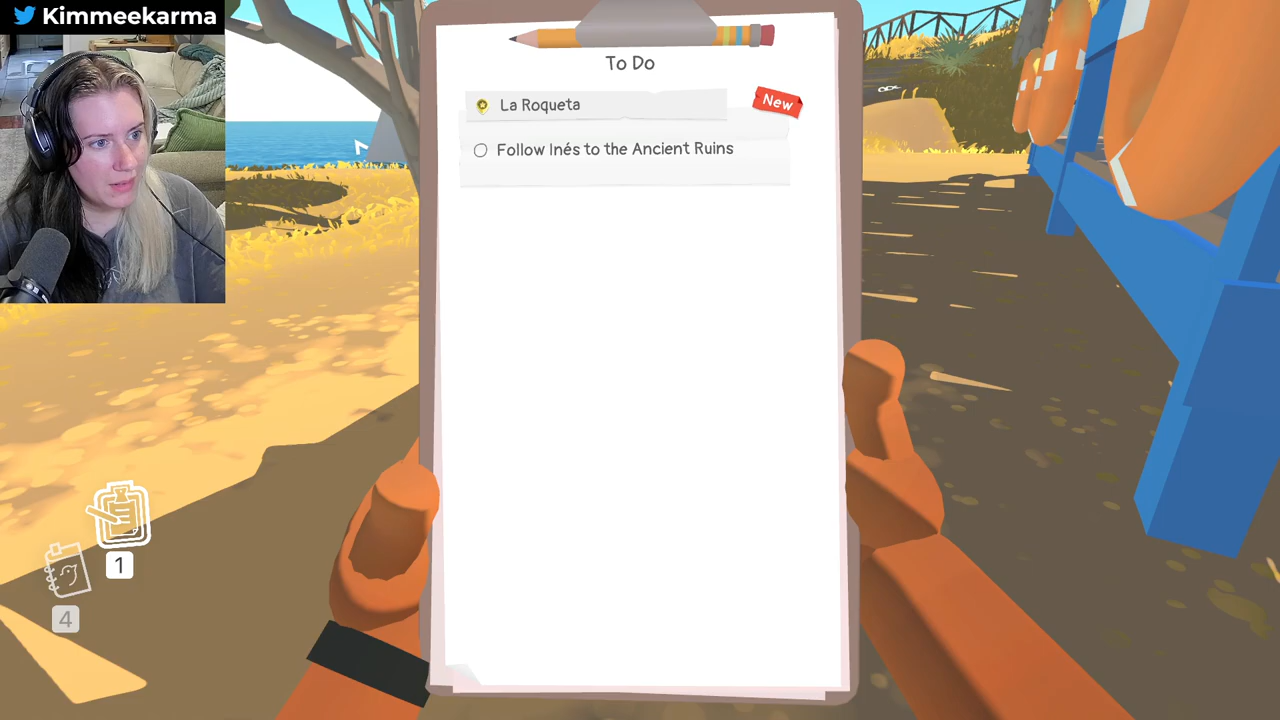 Kimmeekarma
To Do
La Roqueta
New
Follow Inés to the Ancient Ruins
1
4